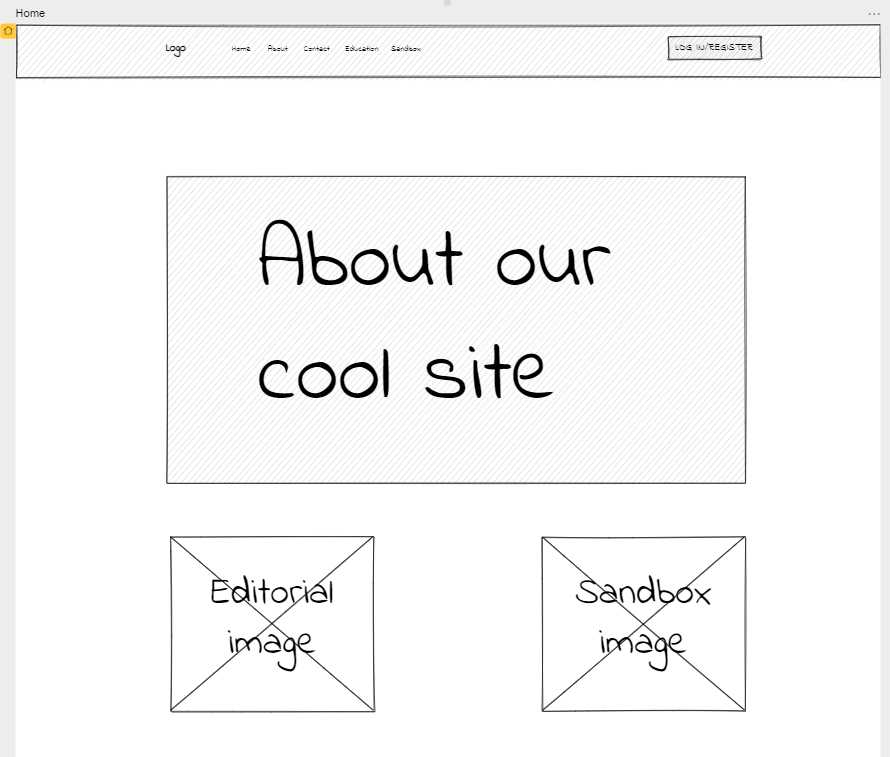 Home
Logo Home About Contact Education Sandbox LOG IN/REGISTER
About our
cool site
Editorial
image
Sandbox
image